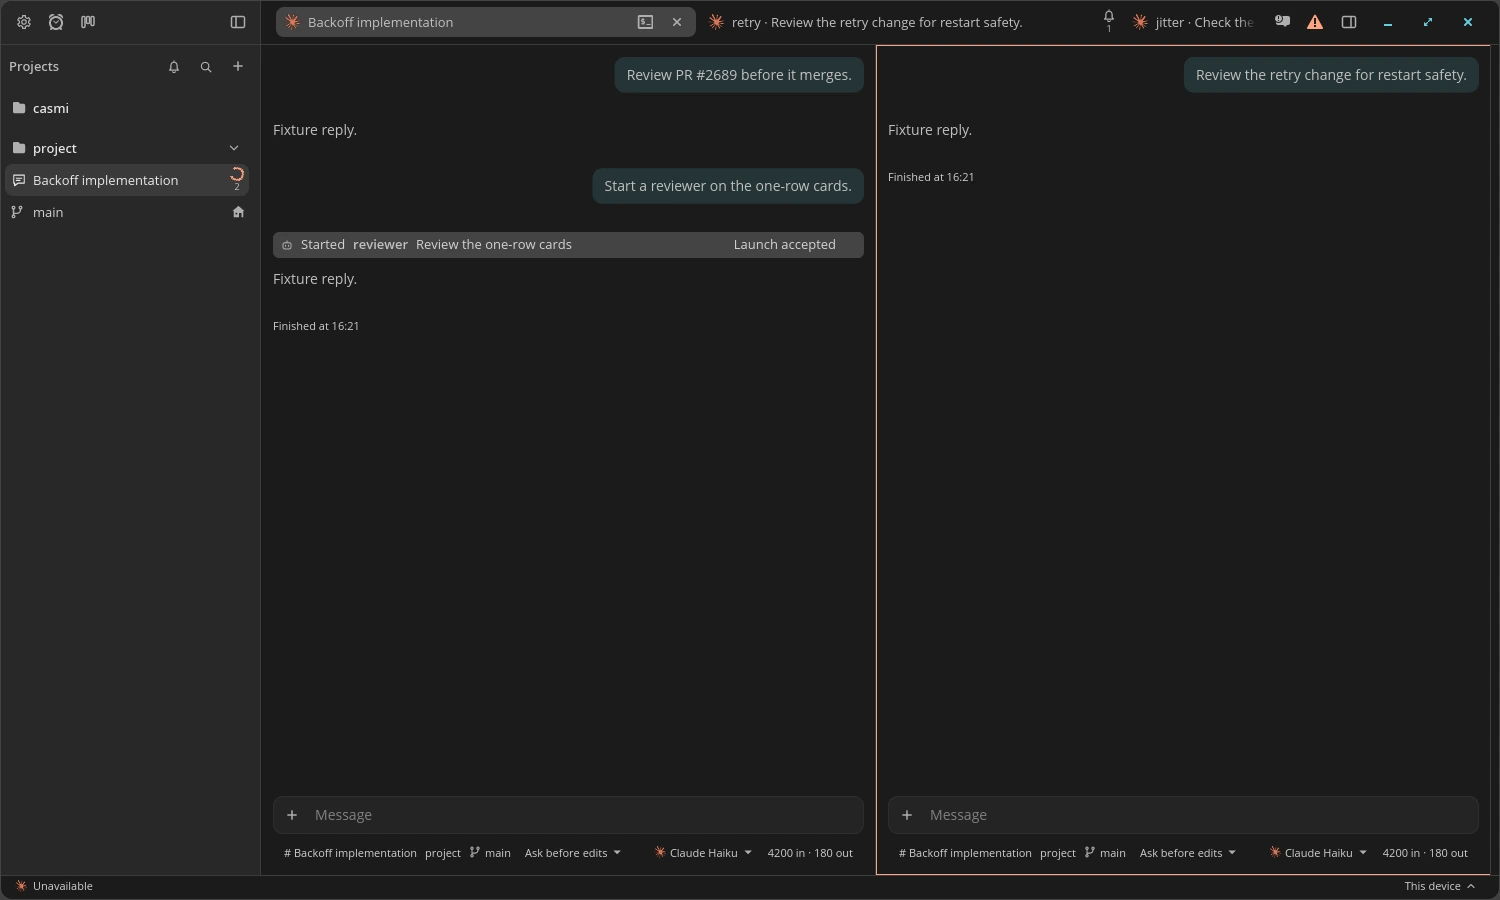 Backoff implementation
retry · Review the retry change for restart safety.
1
jitter · Check the
Projects
casmi
project
Backoff implementation
2
main
Review PR #2689 before it merges.
Fixture reply.
Start a reviewer on the one-row cards.
Started reviewer Review the one-row cards Launch accepted
Fixture reply.
Finished at 16:21
Message
# Backoff implementation project main Ask before edits Claude Haiku 4200 in · 180 out
Review the retry change for restart safety.
Fixture reply.
Finished at 16:21
Message
# Backoff implementation project main Ask before edits Claude Haiku 4200 in · 180 out
Unavailable
This device